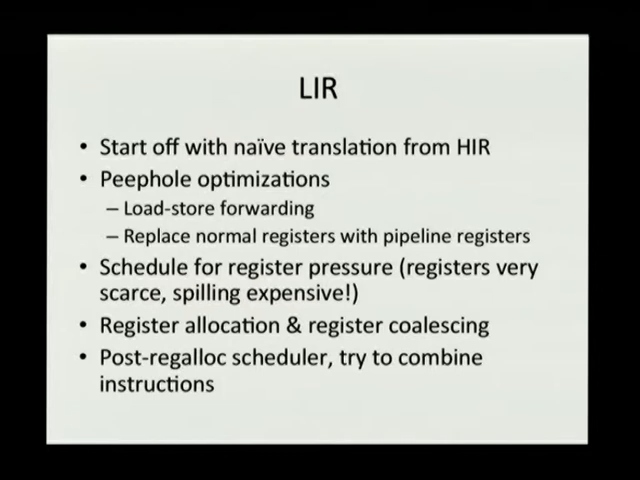 LIR
• Start off with naïve translation from HIR
• Peephole optimizations
– Load-store forwarding
– Replace normal registers with pipeline registers
• Schedule for register pressure (registers very
scarce, spilling expensive!)
• Register allocation & register coalescing
• Post-regalloc scheduler, try to combine
instructions